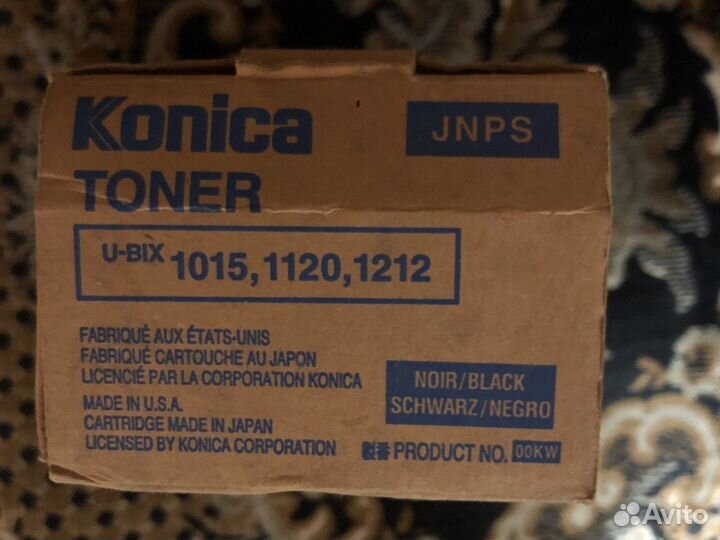 Konica
JNPS
TONER
U-BIX 1015, 1120, 1212
FABRIQUÉ AUX ÉTATS-UNIS
FABRIQUÉ CARTOUCHE AU JAPON
LICENCIÉ PAR LA CORPORATION KONICA
MADE IN U.S.A.
CARTRIDGE MADE IN JAPAN
LICENSED BY KONICA CORPORATION
NOIR/BLACK
SCHWARZ/NEGRO
PRODUCT NO. 00KW
Avito